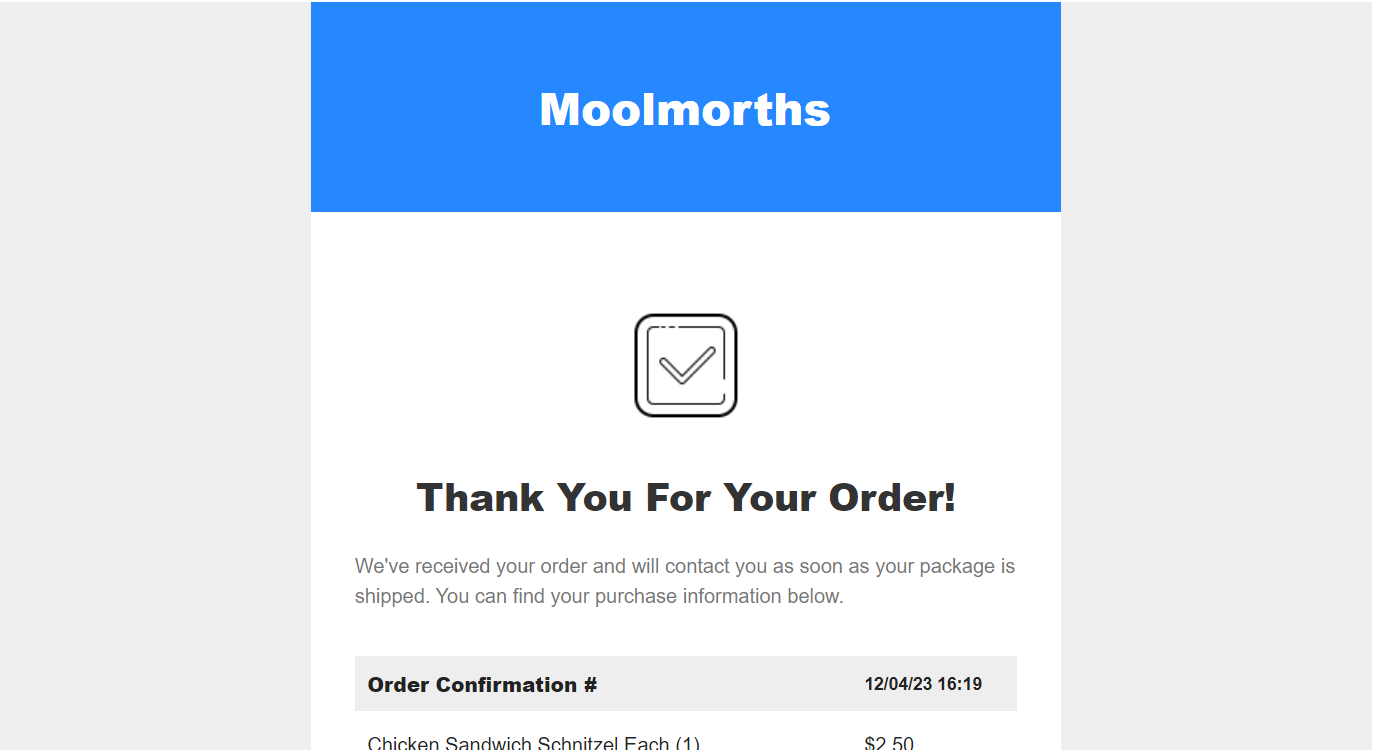 Moolmorths
Thank You For Your Order!
We've received your order and will contact you as soon as your package is
shipped. You can find your purchase information below.
Order Confirmation # 12/04/23 16:19
Chicken Sandwich Schnitzel Each (1) $2.50